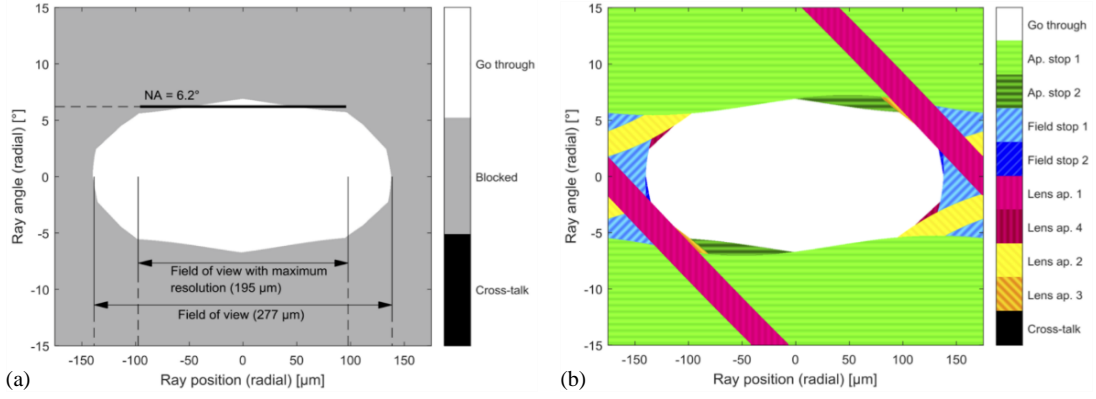 15
10
5
0
-5
-10
-15
-150
-100
-50
0
50
100
150
Ray angle (radial) [°]
Ray position (radial) [µm]
NA = 6.2°
Field of view with maximum
resolution (195 µm)
Field of view (277 µm)
Go through
Blocked
Cross-talk
(a)
15
10
5
0
-5
-10
-15
-150
-100
-50
0
50
100
150
Ray angle (radial) [°]
Ray position (radial) [µm]
Go through
Ap. stop 1
Ap. stop 2
Field stop 1
Field stop 2
Lens ap. 1
Lens ap. 4
Lens ap. 2
Lens ap. 3
Cross-talk
(b)